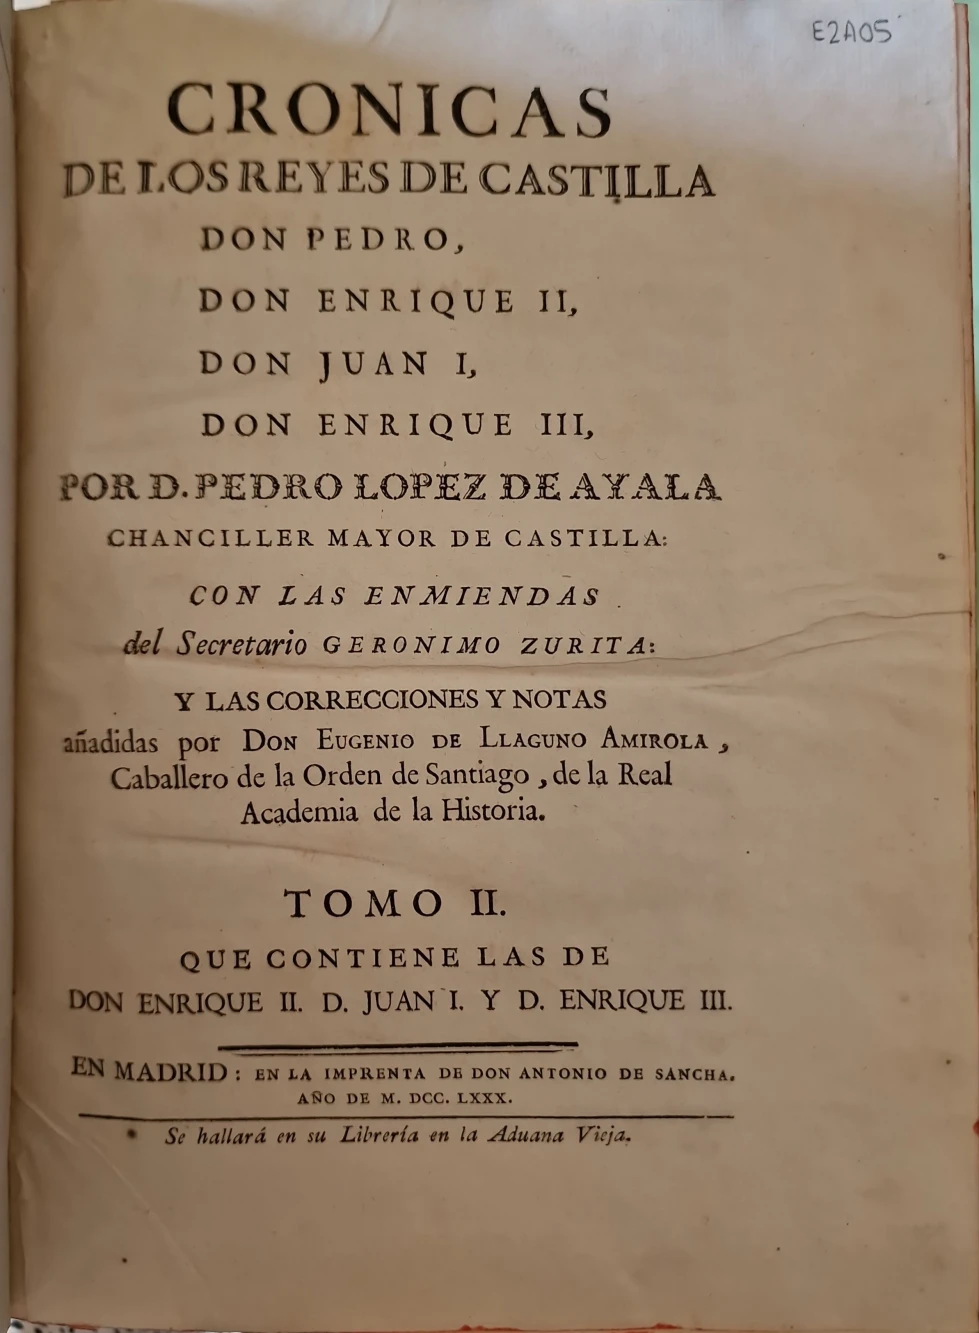 E2A05
CRONICAS
DE LOS REYES DE CASTILLA
DON PEDRO,
DON ENRIQUE II,
DON JUAN I,
DON ENRIQUE III,
POR D. PEDRO LOPEZ DE AYALA
CHANCILLER MAYOR DE CASTILLA:
CON LAS ENMIENDAS
del Secretario GERONIMO ZURITA:
Y LAS CORRECCIONES Y NOTAS
añadidas por DON EUGENIO DE LLAGUNO AMIROLA,
Caballero de la Orden de Santiago, de la Real
Academia de la Historia.
TOMO II.
QUE CONTIENE LAS DE
DON ENRIQUE II. D. JUAN I. Y D. ENRIQUE III.
EN MADRID: EN LA IMPRENTA DE DON ANTONIO DE SANCHA.
AÑO DE M. DCC. LXXX.
Se hallará en su Librería en la Aduana Vieja.